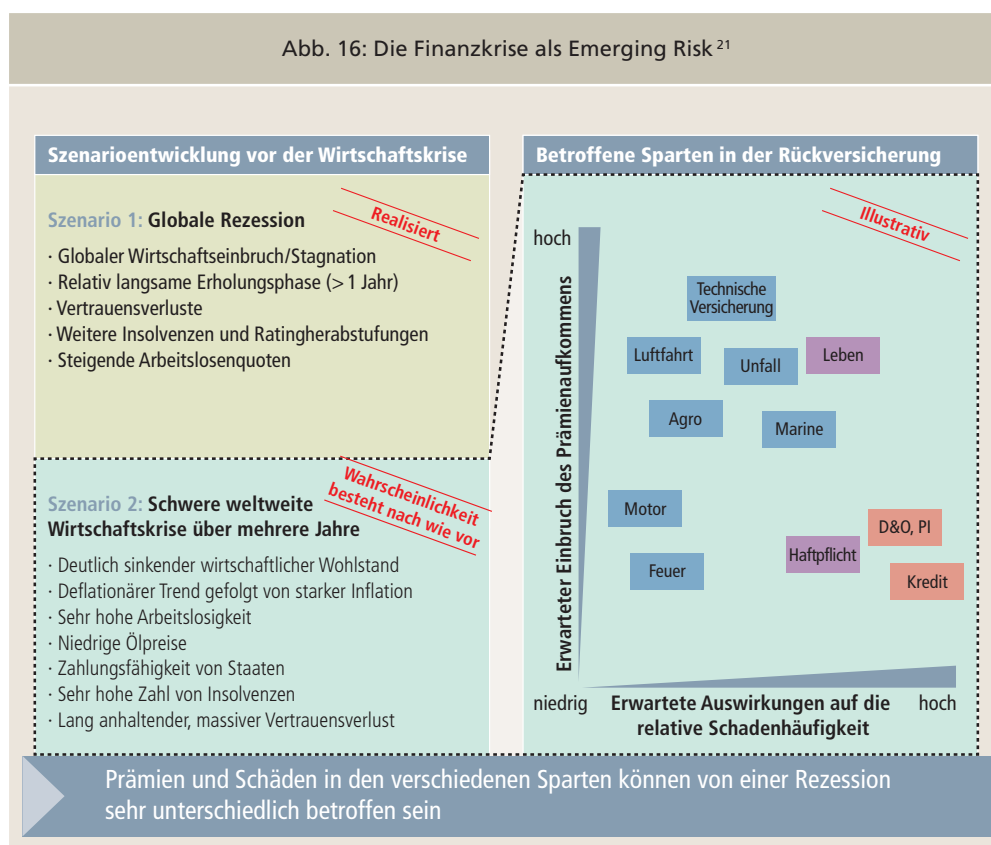 Abb. 16: Die Finanzkrise als Emerging Risk 21
Szenarioentwicklung vor der Wirtschaftskrise
Szenario 1: Globale Rezession
Realisiert
· Globaler Wirtschaftseinbruch/Stagnation
· Relativ langsame Erholungsphase (> 1 Jahr)
· Vertrauensverluste
· Weitere Insolvenzen und Ratingherabstufungen
· Steigende Arbeitslosenquoten
Wahrscheinlichkeit
besteht nach wie vor
Szenario 2: Schwere weltweite
Wirtschaftskrise über mehrere Jahre
· Deutlich sinkender wirtschaftlicher Wohlstand
· Deflationärer Trend gefolgt von starker Inflation
· Sehr hohe Arbeitslosigkeit
· Niedrige Ölpreise
· Zahlungsfähigkeit von Staaten
· Sehr hohe Zahl von Insolvenzen
· Lang anhaltender, massiver Vertrauensverlust
Betroffene Sparten in der Rückversicherung
Illustrativ
hoch
Erwarteter Einbruch des Prämienaufkommens
Technische
Versicherung
Luftfahrt
Unfall
Leben
Agro
Marine
Motor
D&O, PI
Haftpflicht
Feuer
Kredit
niedrig
Erwartete Auswirkungen auf die
relative Schadenhäufigkeit
hoch
Prämien und Schäden in den verschiedenen Sparten können von einer Rezession
sehr unterschiedlich betroffen sein